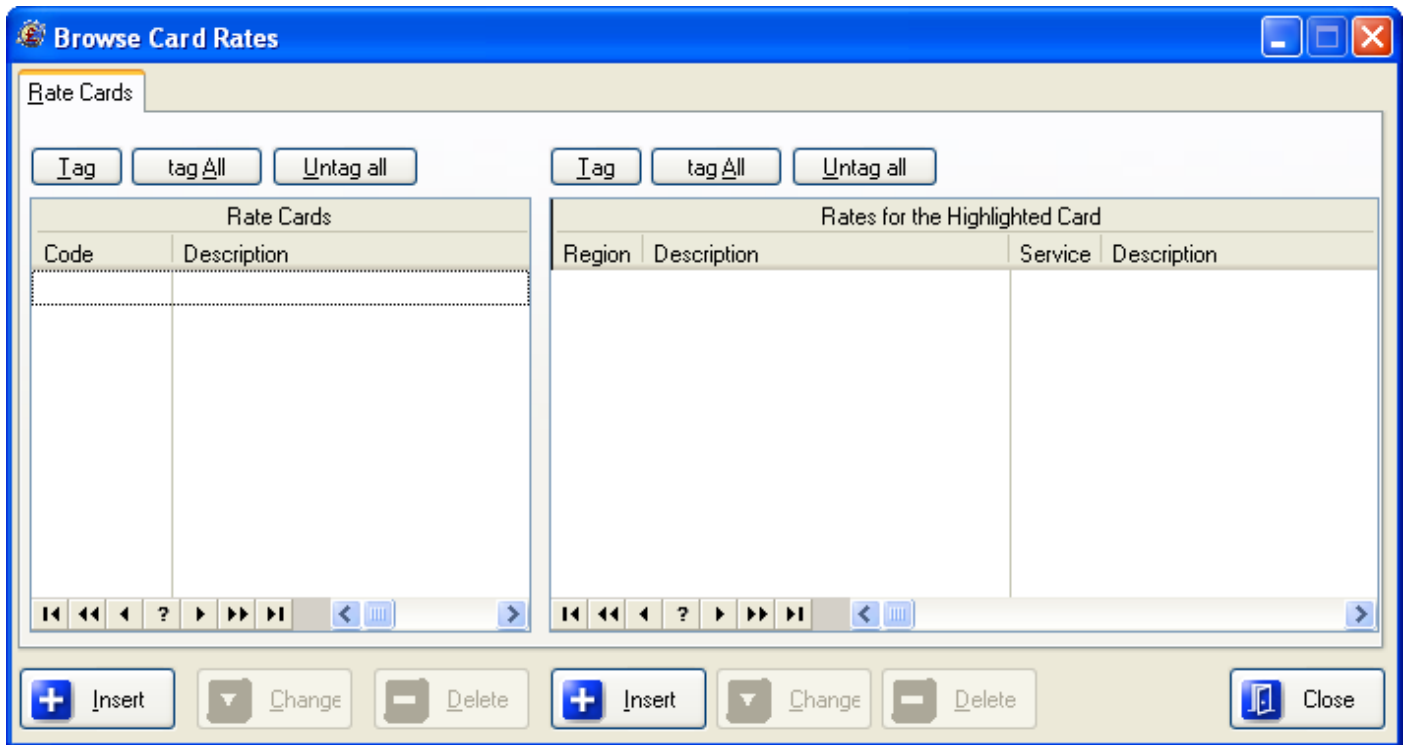 Browse Card Rates
Rate Cards
Tag tag All Untag all Tag tag All Untag all
Rate Cards Rates for the Highlighted Card
Code Description Region Description Service Description
? ?
Insert Change Delete Insert Change Delete Close